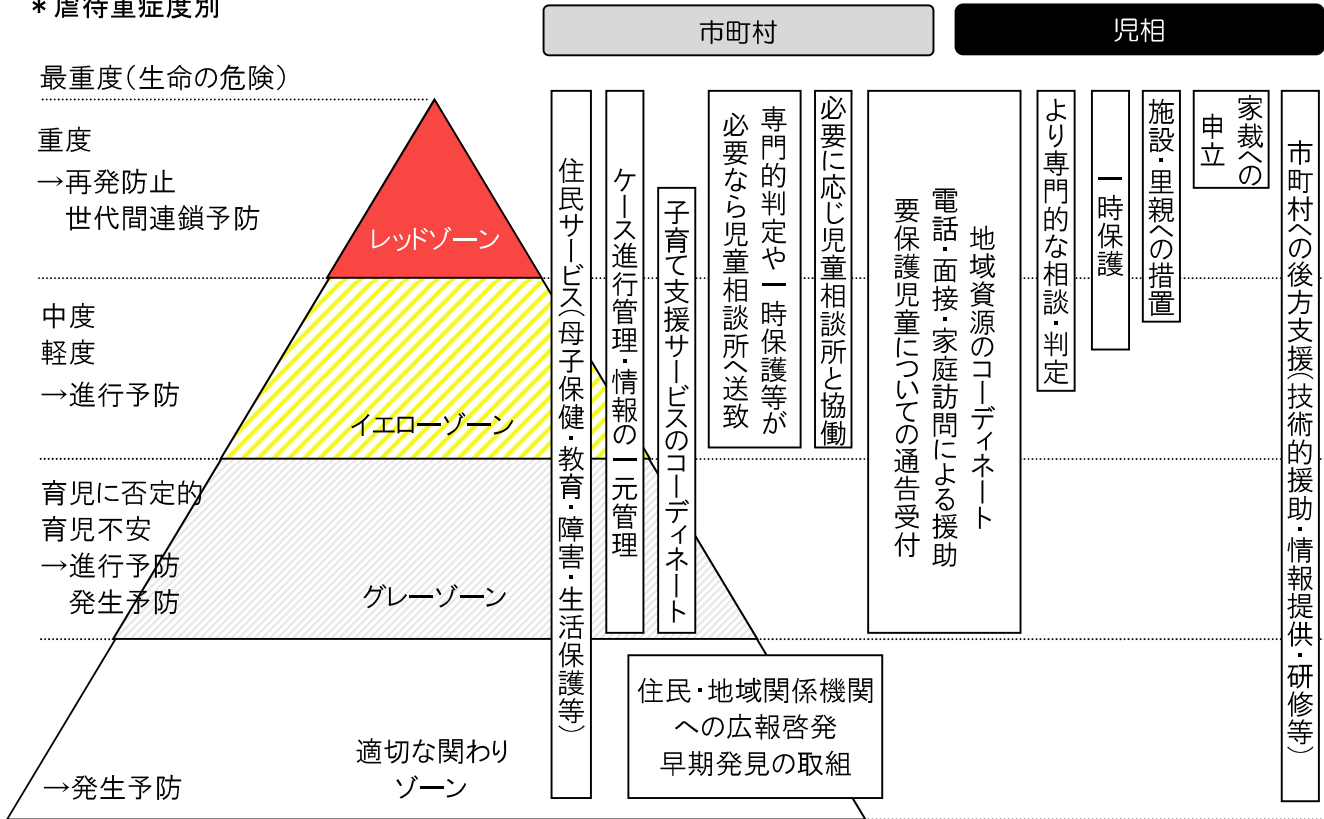 ＊虐待重症度別
市町村
児相
最重度（生命の危険）
重度
→再発防止
世代間連鎖予防
レッドゾーン
中度
軽度
→進行予防
イエローゾーン
育児に否定的
育児不安
→進行予防
発生予防
グレーゾーン
適切な関わり
ゾーン
→発生予防
住民サービス（母子保健・教育・障害・生活保護等）
ケース進行管理・情報の一元管理
子育て支援サービスのコーディネート
専門的判定や一時保護等が
必要なら児童相談所へ送致
必要に応じ児童相談所と協働
地域資源のコーディネート
電話・面接・家庭訪問による援助
要保護児童についての通告受付
より専門的な相談・判定
一時保護
施設・里親への措置
家裁への
申立
市町村への後方支援（技術的援助・情報提供・研修等）
住民・地域関係機関
への広報啓発
早期発見の取組